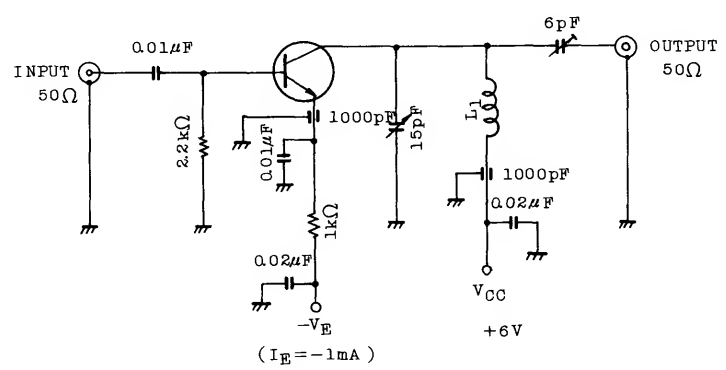 6pF
0.01μF
INPUT
50Ω
OUTPUT
50Ω
1000pF
15pF
L1
2.2kΩ
0.01μF
1000pF
0.02μF
1kΩ
0.02μF
-VE
(IE=-1mA)
VCC
+6V